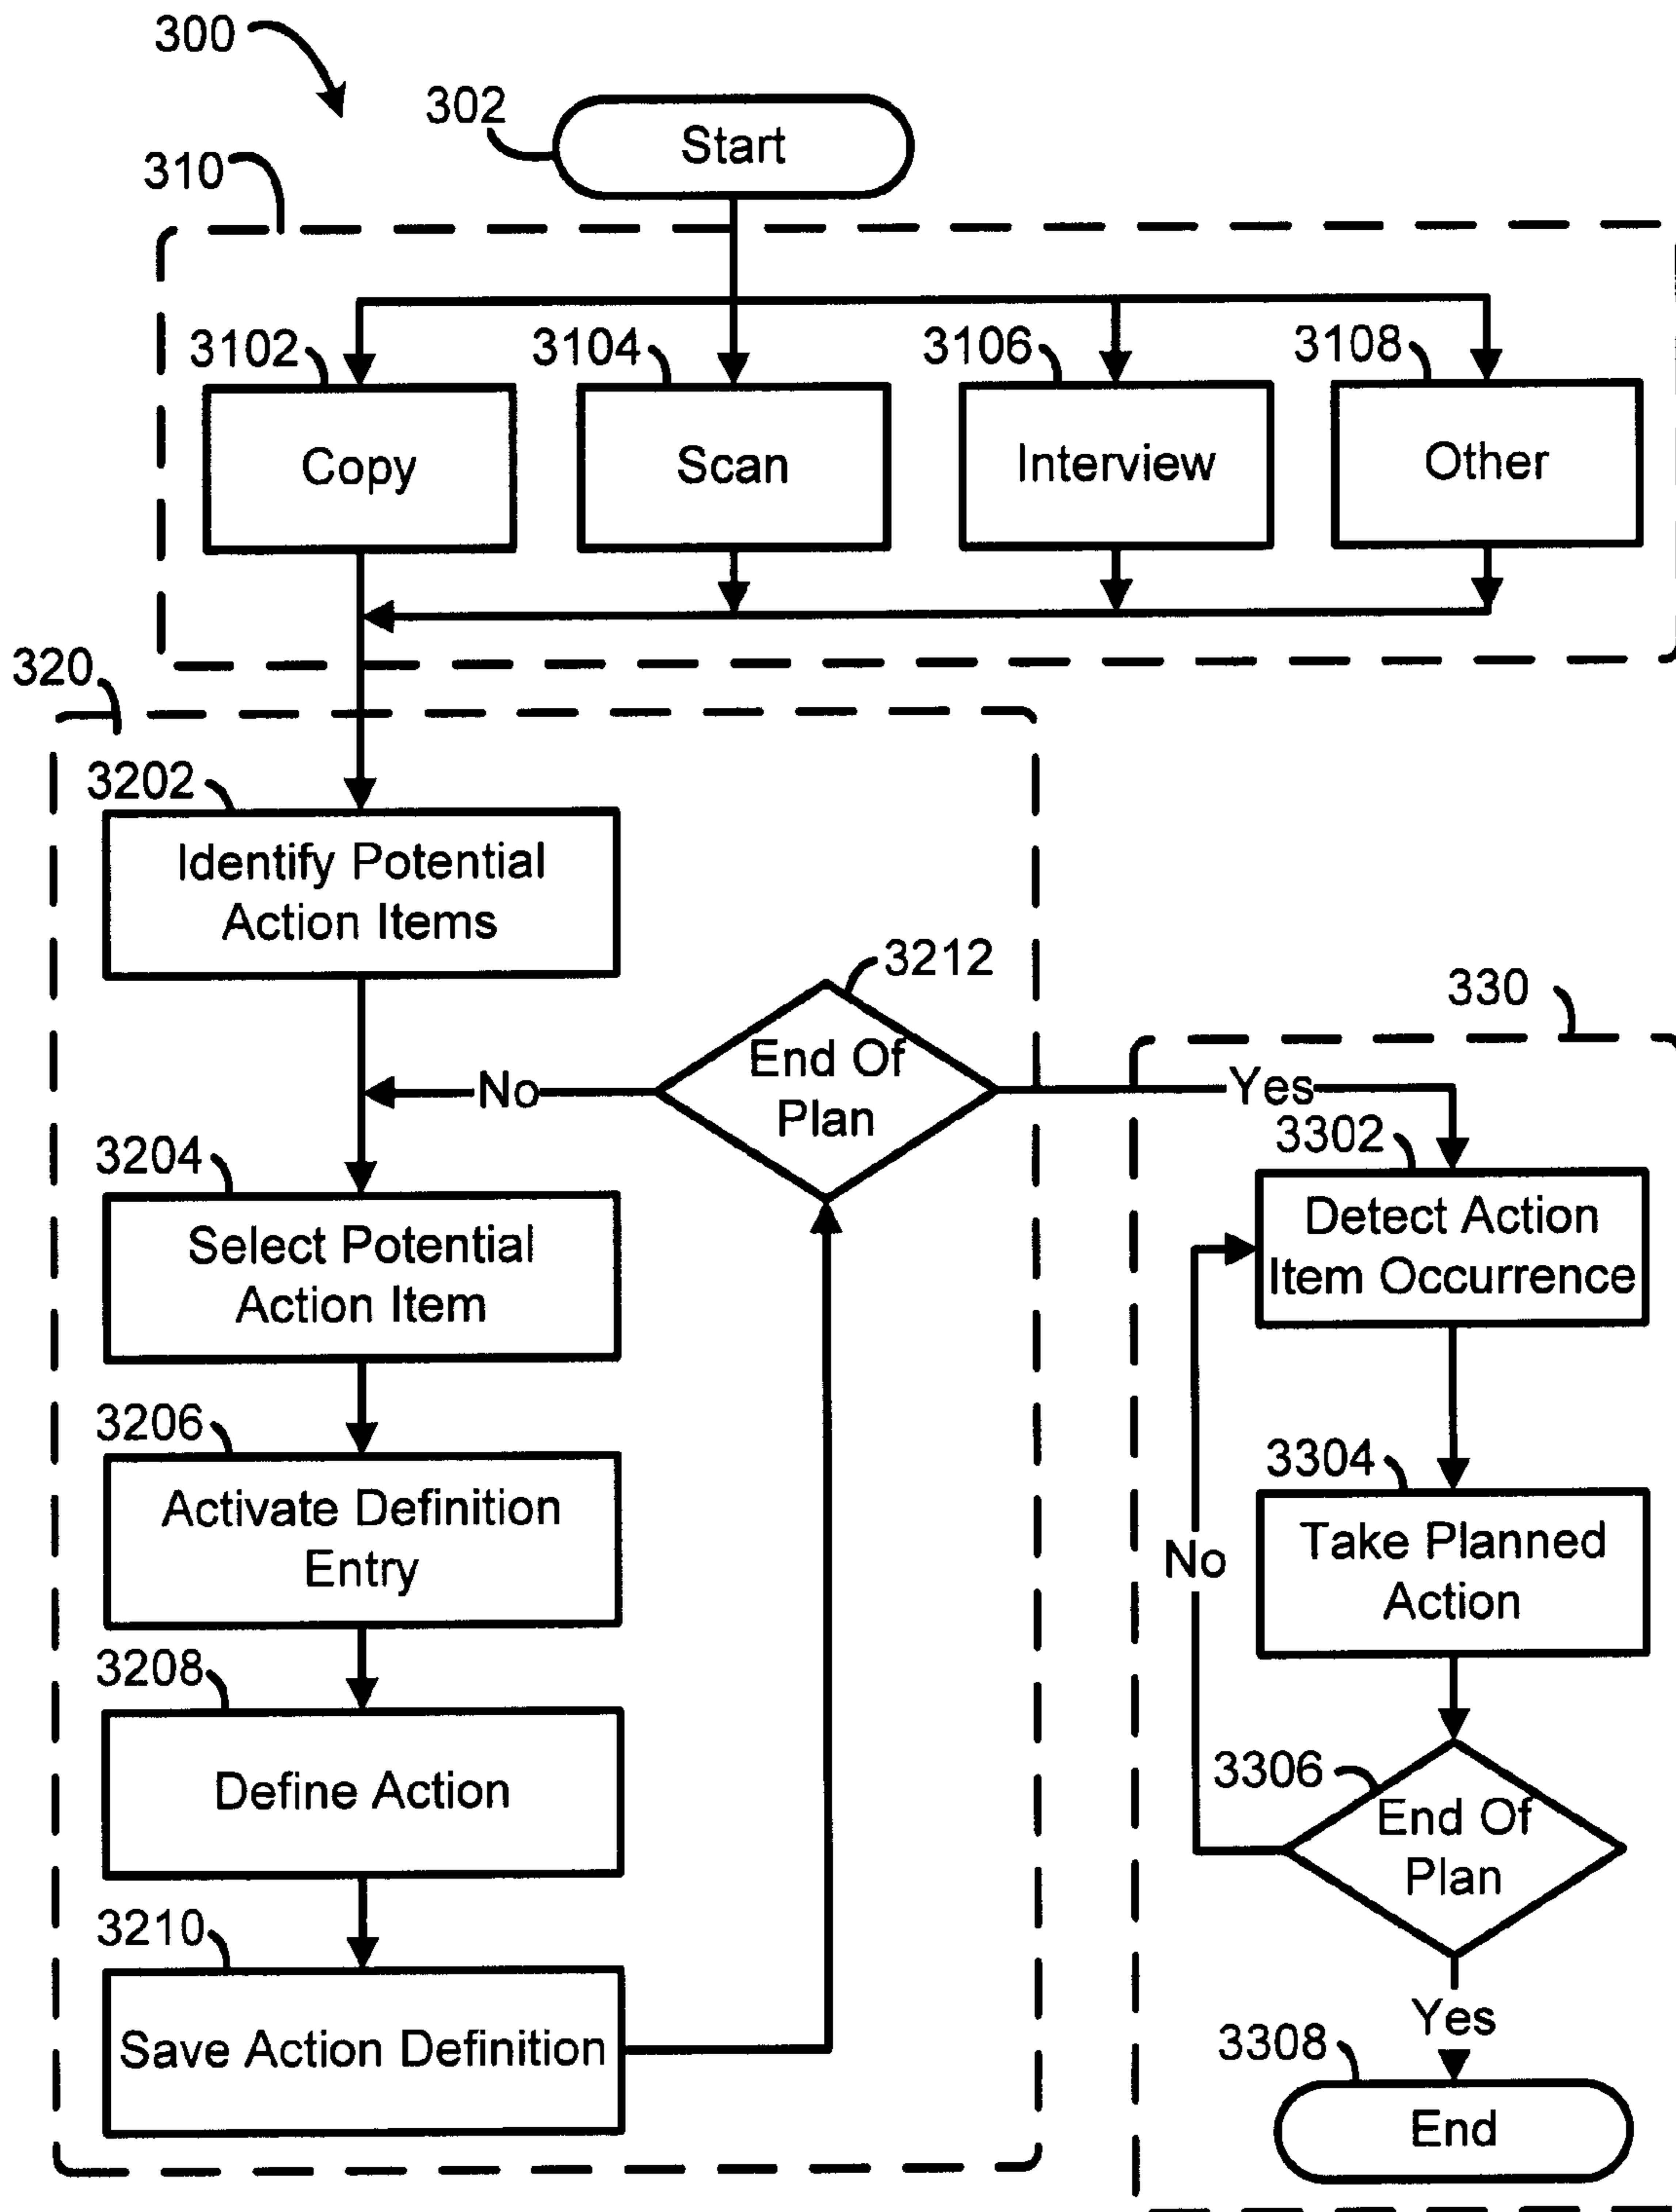 300
302
Start
310
3102
3104
3106
3108
Copy
Scan
Interview
Other
320
3202
Identify Potential
Action Items
3212
End Of
Plan
No
Yes
330
3204
Select Potential
Action Item
3302
Detect Action
Item Occurrence
3206
Activate Definition
Entry
3304
Take Planned
Action
No
3208
Define Action
3306
End Of
Plan
3210
Save Action Definition
Yes
3308
End